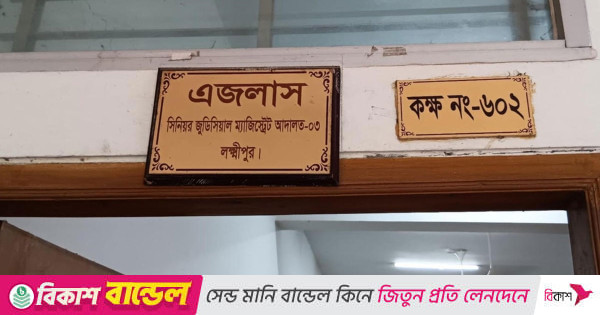 এজলাস
সিনিয়র জুডিসিয়াল ম্যাজিস্ট্রেট আদালত-০৩
লক্ষ্মীপুর।
কক্ষ নং-৬০২
বিকাশ বান্ডেল সেন্ড মানি বান্ডেল কিনে জিতুন প্রতি লেনদেনে বিকাশ